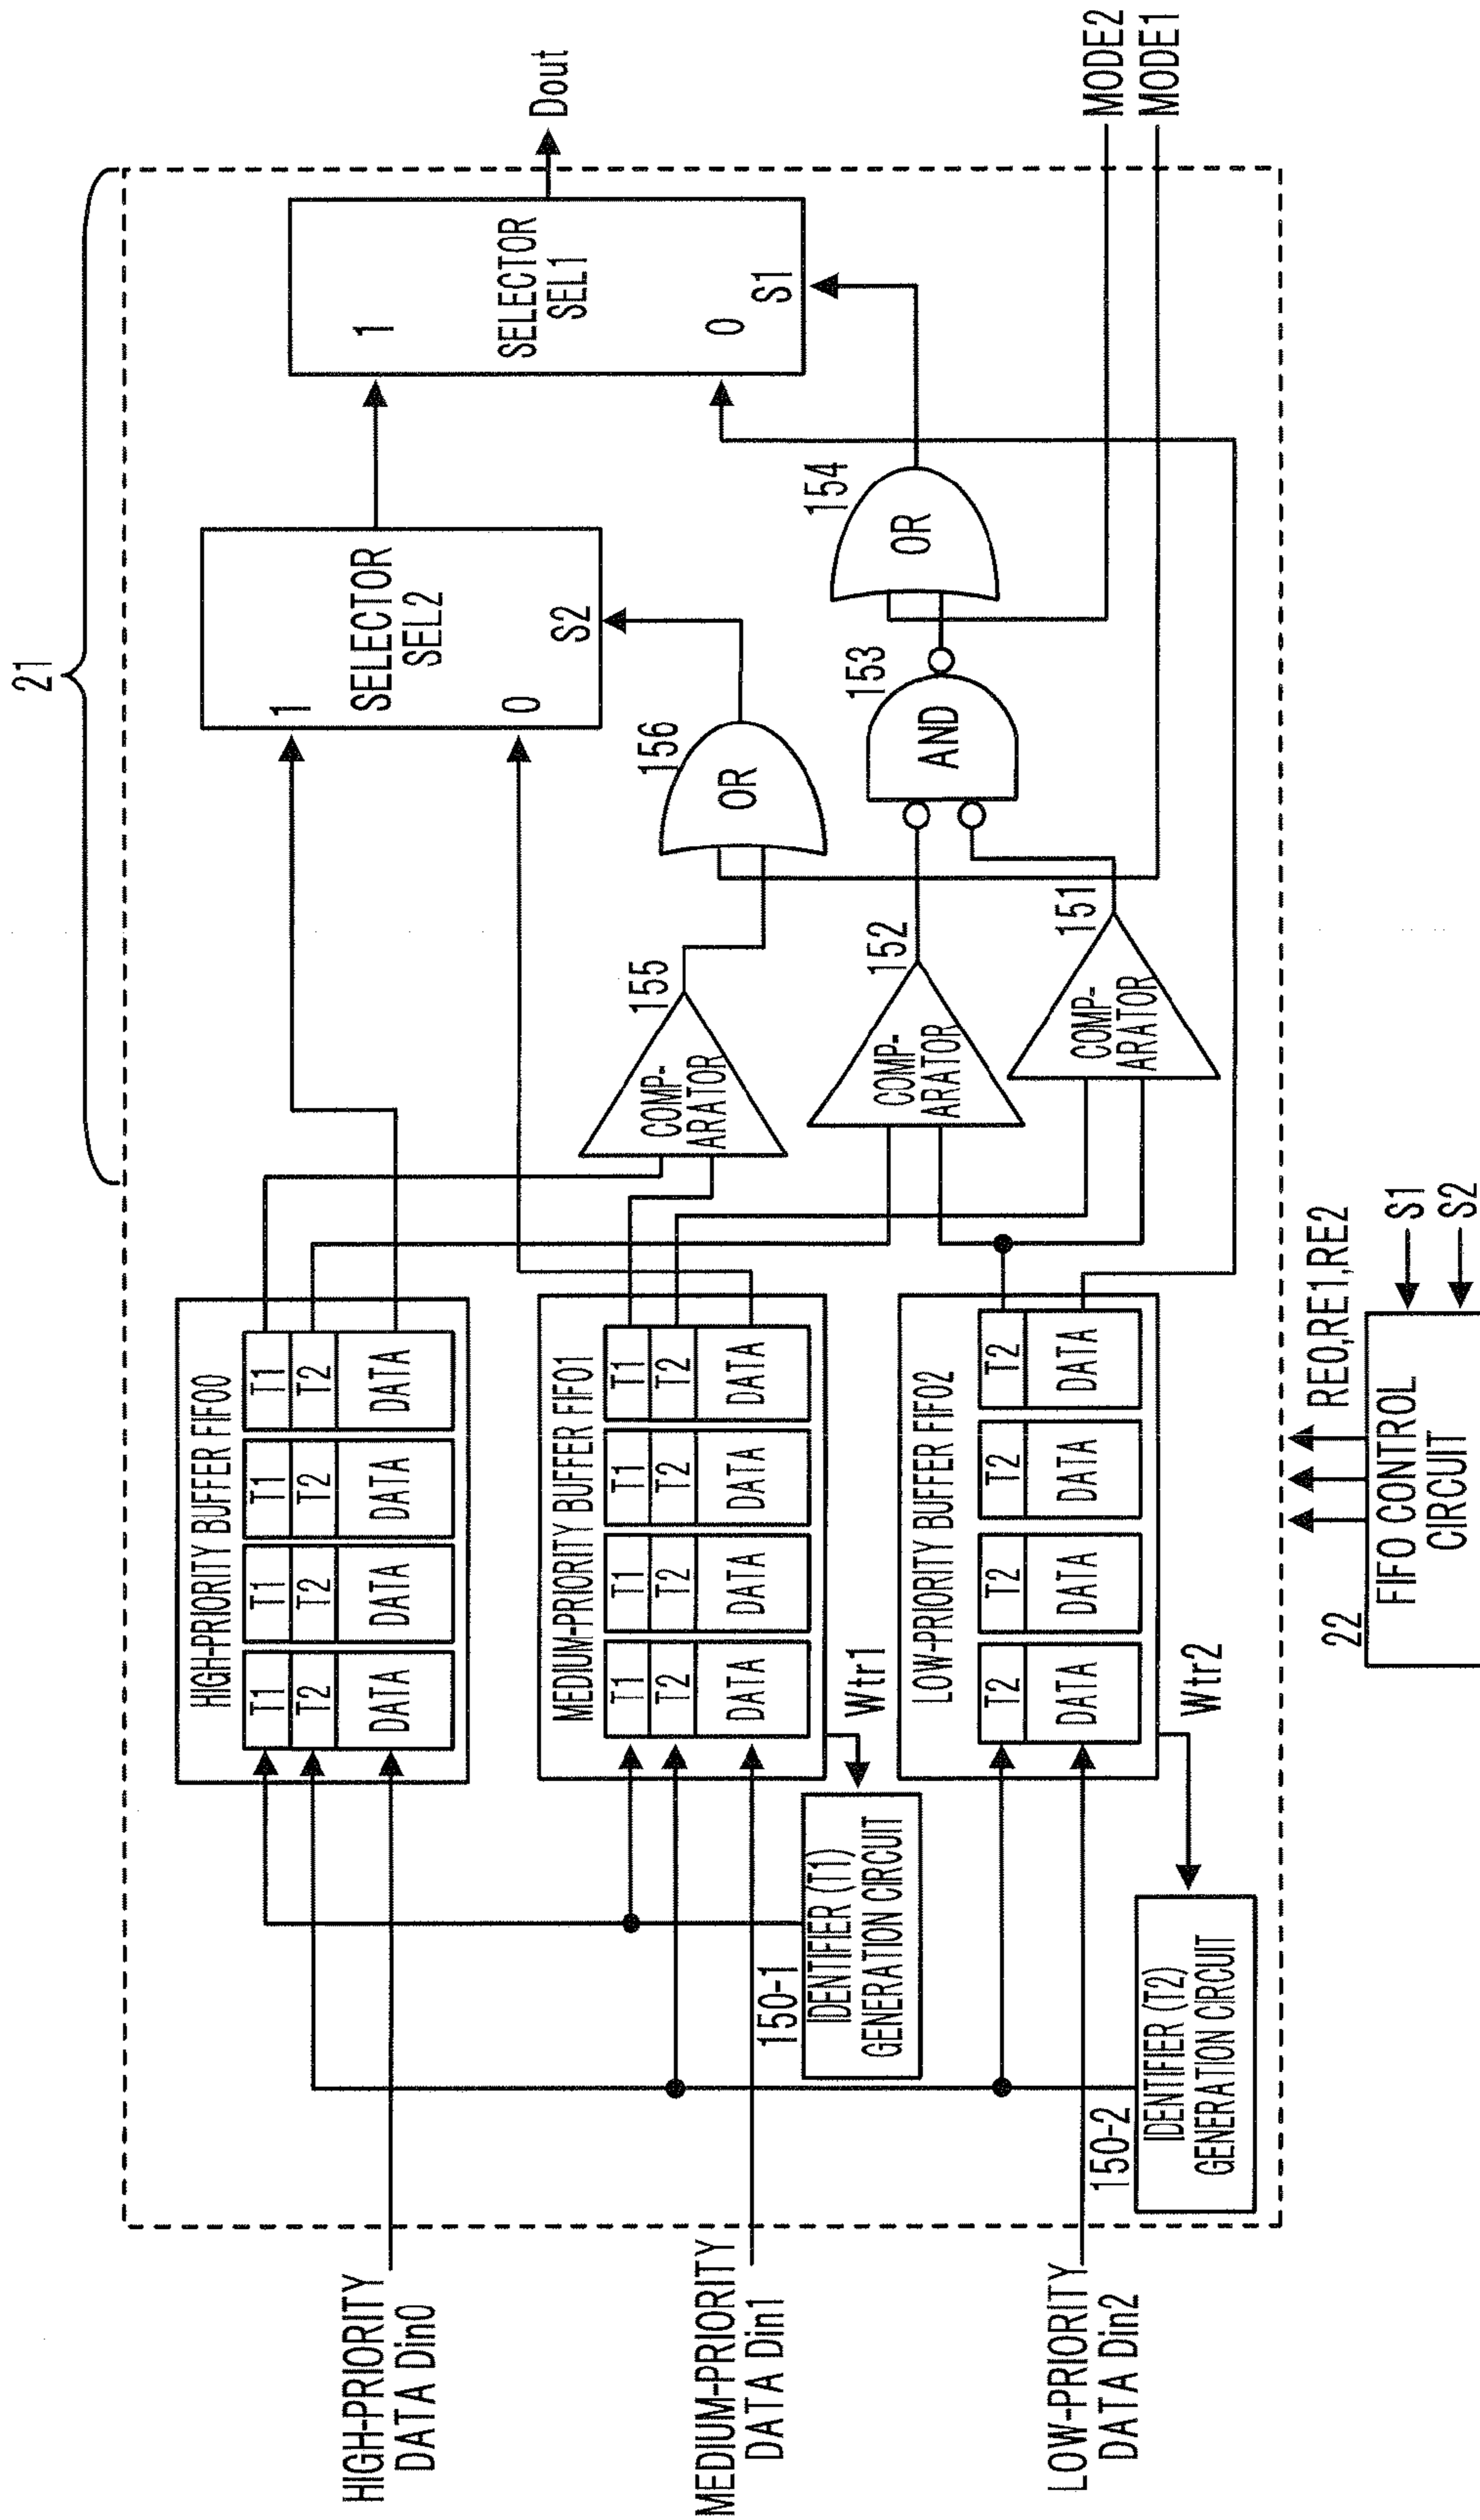 21
HIGH-PRIORITY
DATA Din0
MEDIUM-PRIORITY
DATA Din1
LOW-PRIORITY
DATA Din2
HIGH-PRIORITY BUFFER FIFO0
T1
T2
DATA
T1
T2
DATA
T1
T2
DATA
T1
T2
DATA
MEDIUM-PRIORITY BUFFER FIFO1
T1
T2
DATA
T1
T2
DATA
T1
T2
DATA
T1
T2
DATA
Wtr1
150-1
IDENTIFIER (T1)
GENERATION CIRCUIT
LOW-PRIORITY BUFFER FIFO2
T2
DATA
T2
DATA
T2
DATA
T2
DATA
Wtr2
150-2
IDENTIFIER (T2)
GENERATION CIRCUIT
155
COMP-
ARATOR
152
COMP-
ARATOR
151
COMP-
ARATOR
156
OR
153
AND
154
OR
1
SELECTOR
SEL2
0
S2
1
SELECTOR
SEL1
0
S1
Dout
MODE2
MODE1
RE0,RE1,RE2
22
FIFO CONTROL
CIRCUIT
S1
S2